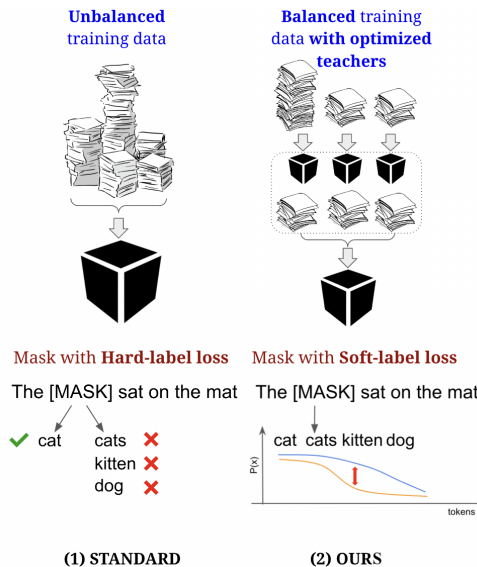 Unbalanced
training data
Balanced training
data with optimized
teachers
Mask with Hard-label loss
The [MASK] sat on the mat
cat
cats
kitten
dog
Mask with Soft-label loss
The [MASK] sat on the mat
cat cats kitten dog
P(x)
tokens
(1) STANDARD
(2) OURS